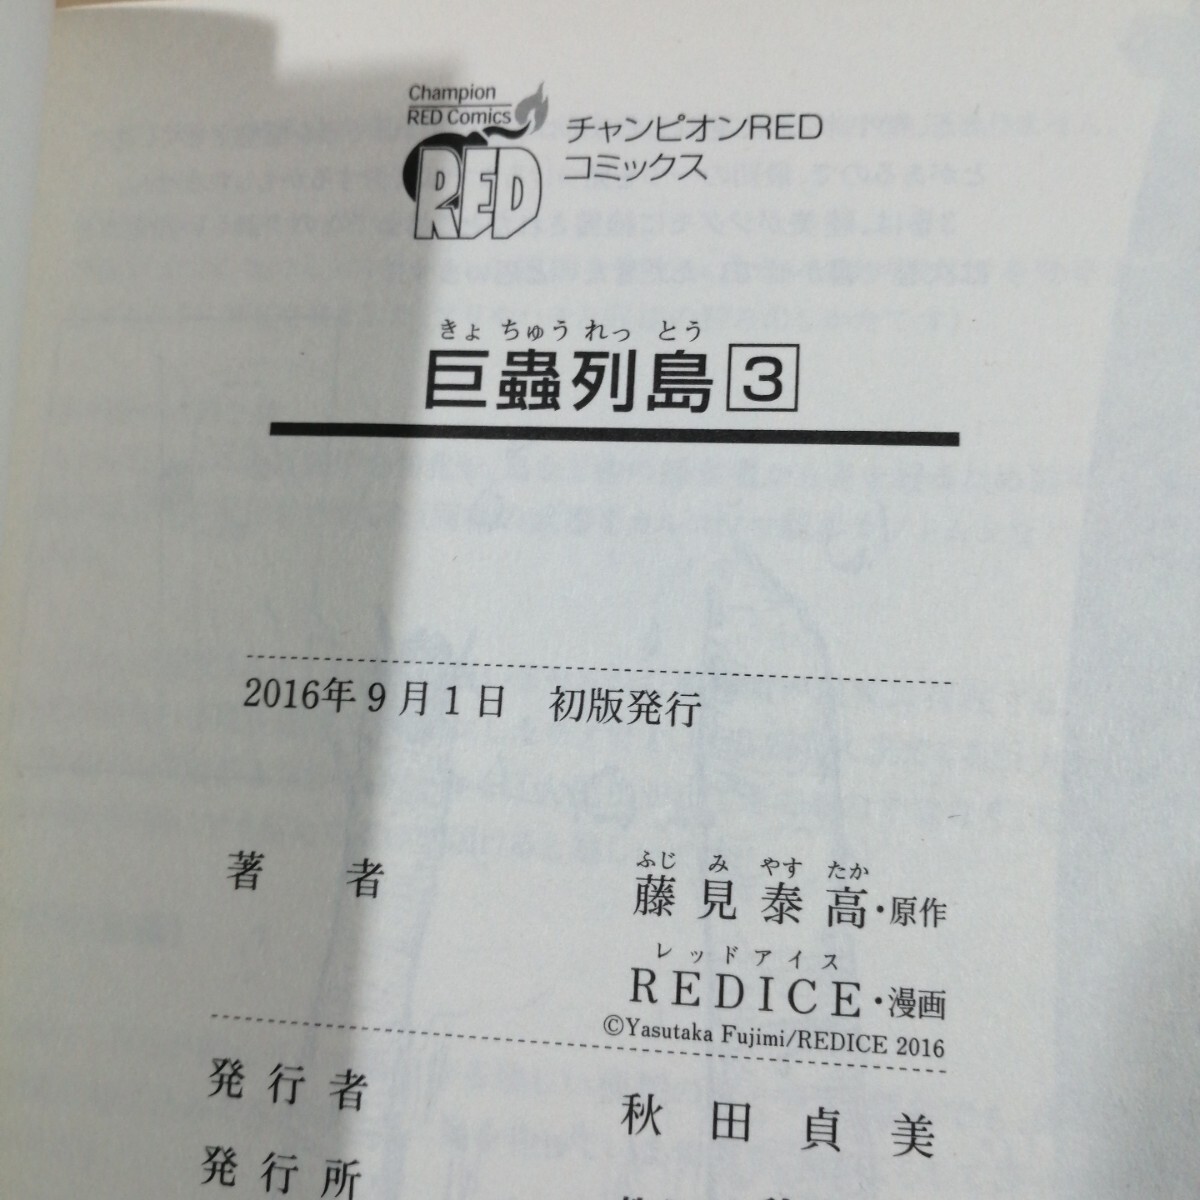 Champion
RED Comics
RED
チャンピオンRED
コミックス
きょ ちゅう れっ とう
巨蟲列島 3
2016年9月1日 初版発行
著者
ふじ み やす たか
藤見泰高・原作
レッドアイス
REDICE・漫画
©Yasutaka Fujimi/REDICE 2016
発行者
秋田貞美
発行所